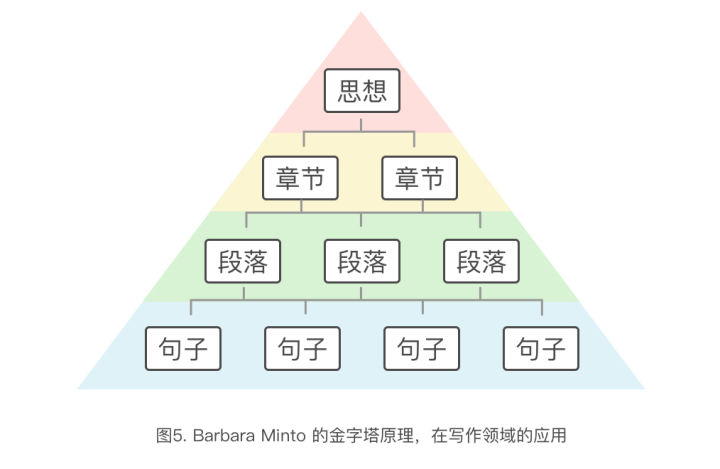 思想
章节 章节
段落 段落 段落
句子 句子 句子 句子
图5. Barbara Minto 的金字塔原理，在写作领域的应用